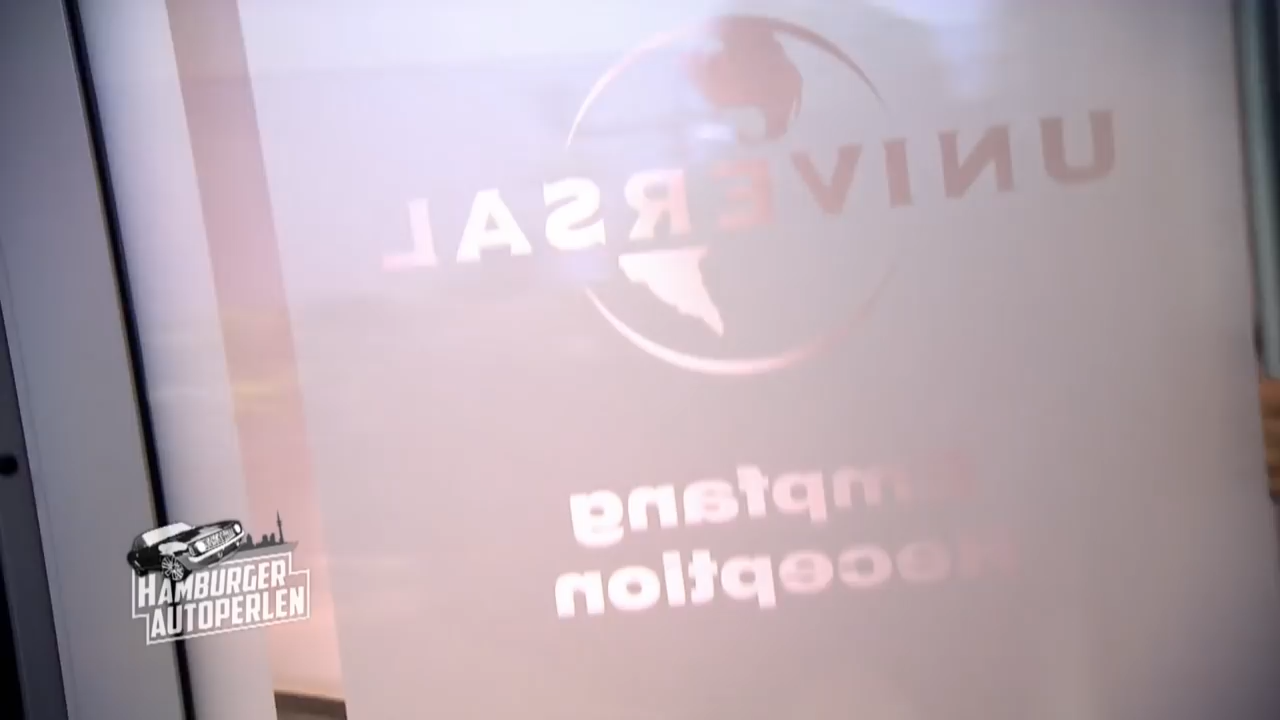 UNIVERSAL
Empfang
Reception
HAMBURGER
AUTOPERLEN